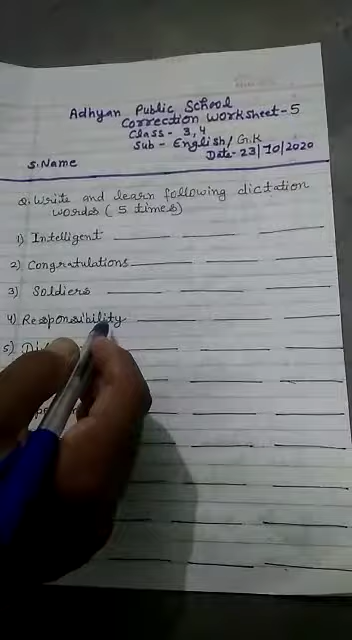 Adhyan Public School
Correction Worksheet-5
Class- 3,4
Sub- English/G.K
Date-23/10/2020
S.Name
Q. Write and learn following dictation
wordes (5 times)
1) Intelligent
2) Congratulations
3) Soldiers
4) Responsibility
5)